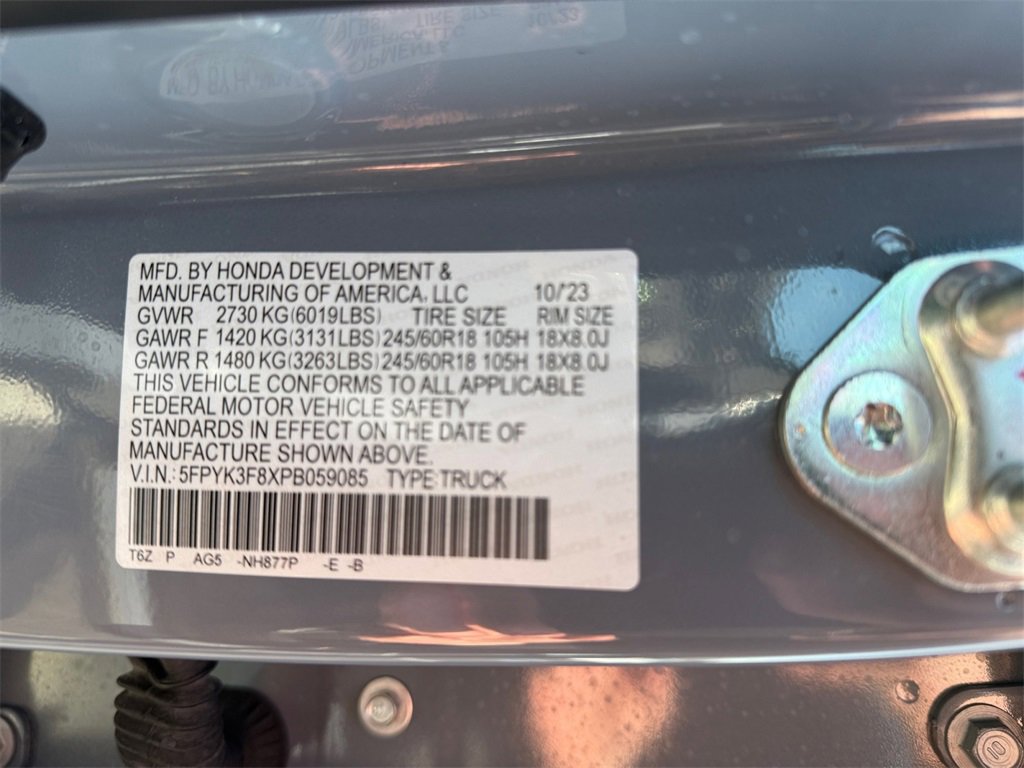 MFD. BY HONDA DEVELOPMENT &
MANUFACTURING OF AMERICA, LLC 10/23
GVWR 2730 KG(6019LBS) TIRE SIZE RIM SIZE
GAWR F 1420 KG(3131LBS) 245/60R18 105H 18X8.0J
GAWR R 1480 KG(3263LBS) 245/60R18 105H 18X8.0J
THIS VEHICLE CONFORMS TO ALL APPLICABLE
FEDERAL MOTOR VEHICLE SAFETY
STANDARDS IN EFFECT ON THE DATE OF
MANUFACTURE SHOWN ABOVE.
V.I.N.: 5FPYK3F8XPB059085 TYPE:TRUCK
T6Z P AG5 -NH877P -E -B
10